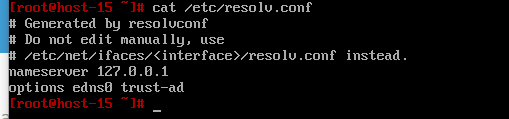 [root@host-15 ~]# cat /etc/resolv.conf
# Generated by resolvconf
# Do not edit manually, use
# /etc/net/ifaces/<interface>/resolv.conf instead.
nameserver 127.0.0.1
options edns0 trust-ad
[root@host-15 ~]# _